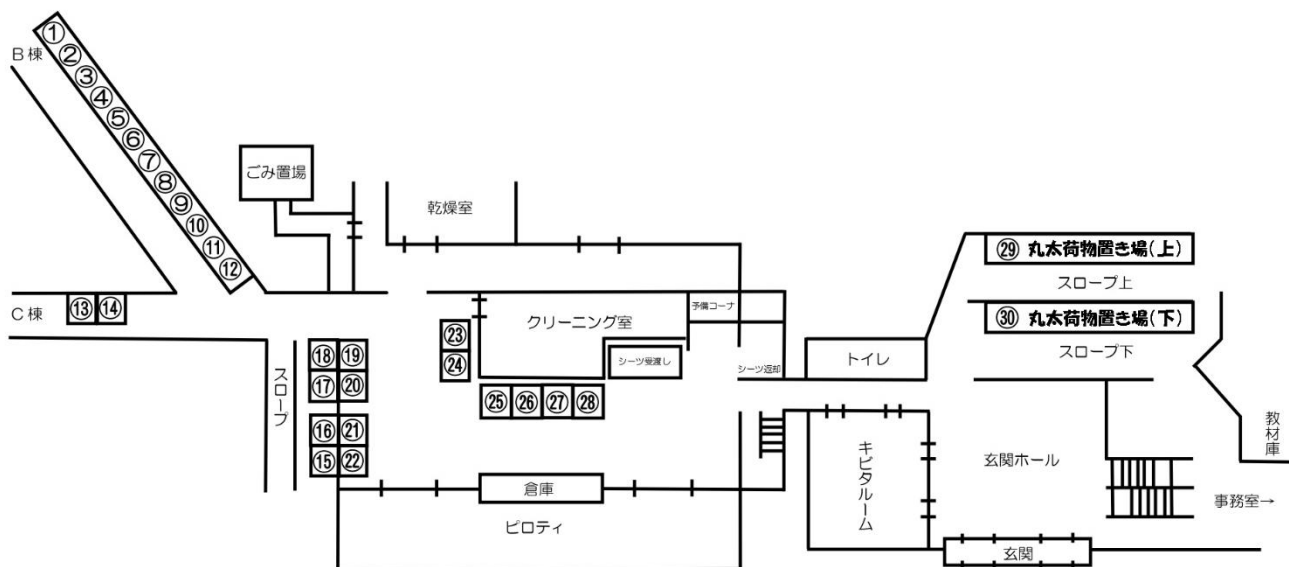 B棟
①
②
③
④
⑤
⑥
⑦
⑧
⑨
⑩
⑪
⑫
ごみ置場
乾燥室
C棟
⑬⑭
スロープ
⑱⑲
⑰⑳
⑯㉑
⑮㉒
㉓
㉔
クリーニング室
予備コーナ
シーツ受渡し
シーツ返却
㉕㉖㉗㉘
倉庫
ピロティ
トイレ
キビタルーム
㉙ 丸太荷物置き場(上)
スロープ上
㉚ 丸太荷物置き場(下)
スロープ下
玄関ホール
玄関
教材庫
事務室→